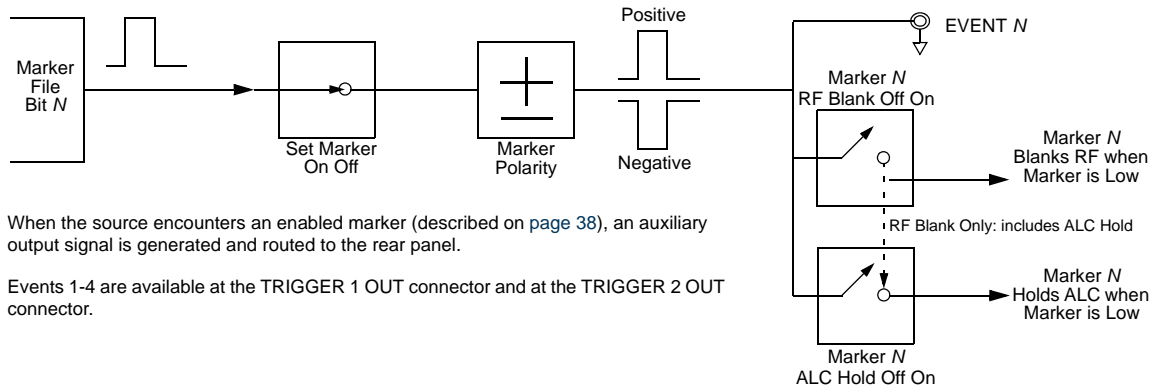 Marker
File
Bit N
Set Marker
On Off
Marker
Polarity
Positive
Negative
EVENT N
Marker N
RF Blank Off On
Marker N
Blanks RF when
Marker is Low
RF Blank Only: includes ALC Hold
Marker N
Holds ALC when
Marker is Low
Marker N
ALC Hold Off On
When the source encounters an enabled marker (described on page 38), an auxiliary
output signal is generated and routed to the rear panel.
Events 1-4 are available at the TRIGGER 1 OUT connector and at the TRIGGER 2 OUT
connector.